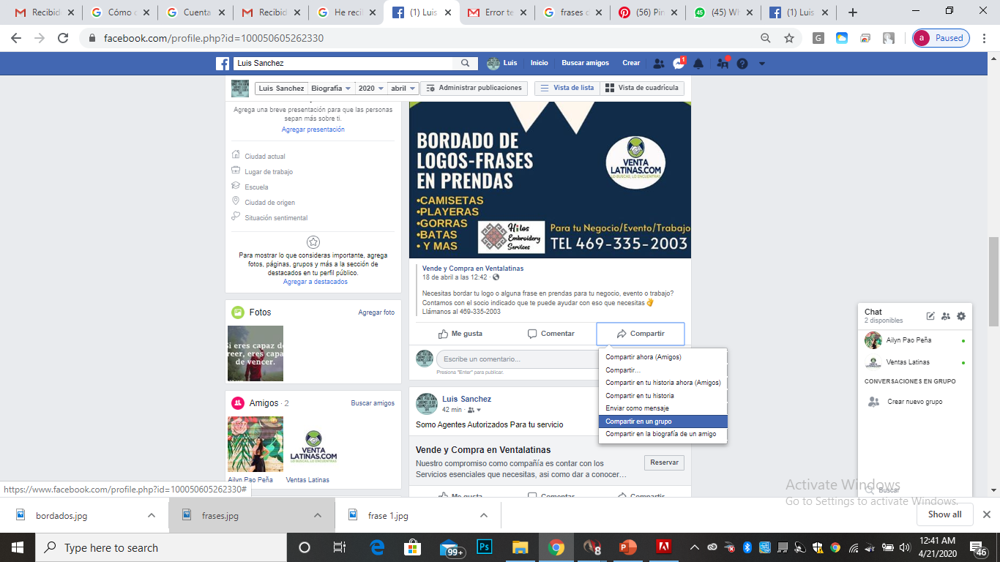 Recibid
Cómo c
Cuenta
Recibid
He recil
(1) Luis
Error te
frases c
(56) Pin
(45) Wh
(1) Luis
facebook.com/profile.php?id=100050605262330
Paused
Luis Sanchez
Luis
Inicio
Buscar amigos
Crear
1
Luis Sanchez
Biografía
2020
abril
Administrar publicaciones
Vista de lista
Vista de cuadrícula
Agrega una breve presentación para que las personas
sepan más sobre ti.
Agregar presentación
Ciudad actual
Lugar de trabajo
Escuela
Ciudad de origen
Situación sentimental
Para mostrar lo que consideras importante, agrega
fotos, páginas, grupos y más a la sección de
destacados en tu perfil público.
Agregar a destacados
Fotos
Agregar foto
Si eres capaz de
reer, eres capa
de vencer.
Amigos · 2
Buscar amigos
VENTA
LATINAS.COM
LO BUSCAS, LO ENCUENTRAS
Ailyn Pao Peña
Ventas Latinas
BORDADO DE
LOGOS-FRASES
EN PRENDAS
•CAMISETAS
•PLAYERAS
•GORRAS
•BATAS
• Y MAS
VENTA
LATINAS.COM
LO BUSCAS, LO ENCUENTRAS
Hilos
Embroidery
Services
Para tu Negocio/Evento/Trabajo
TEL 469-335-2003
Vende y Compra en Ventalatinas
18 de abril a las 12:42 ·
Necesitas bordar tu logo o alguna frase en prendas para tu negocio, evento o trabajo?
Contamos con el socio indicado que te puede ayudar con eso que necesitas 👌
Llámanos al 469-335-2003
Me gusta
Comentar
Compartir
Escribe un comentario...
Presiona "Enter" para publicar.
Compartir ahora (Amigos)
Compartir...
Compartir en tu historia ahora (Amigos)
Compartir en tu historia
Enviar como mensaje
Compartir en un grupo
Compartir en la biografía de un amigo
Luis Sanchez
42 min ·
Somo Agentes Autorizados Para tu servicio
Vende y Compra en Ventalatinas
Nuestro compromiso como compañía es contar con los
Servicios esenciales que necesitas, asi como dar a conocer…
Reservar
Me gusta
Comentar
Compartir
Chat
2 disponibles
Ailyn Pao Peña
Ventas Latinas
CONVERSACIONES EN GRUPO
Crear nuevo grupo
Buscar
Activate Windows
Go to Settings to activate Windows.
https://www.facebook.com/profile.php?id=100050605262330#
bordados.jpg
frases.jpg
frase 1.jpg
Show all
Type here to search
99+
Ps
12:41 AM
4/21/2020
46